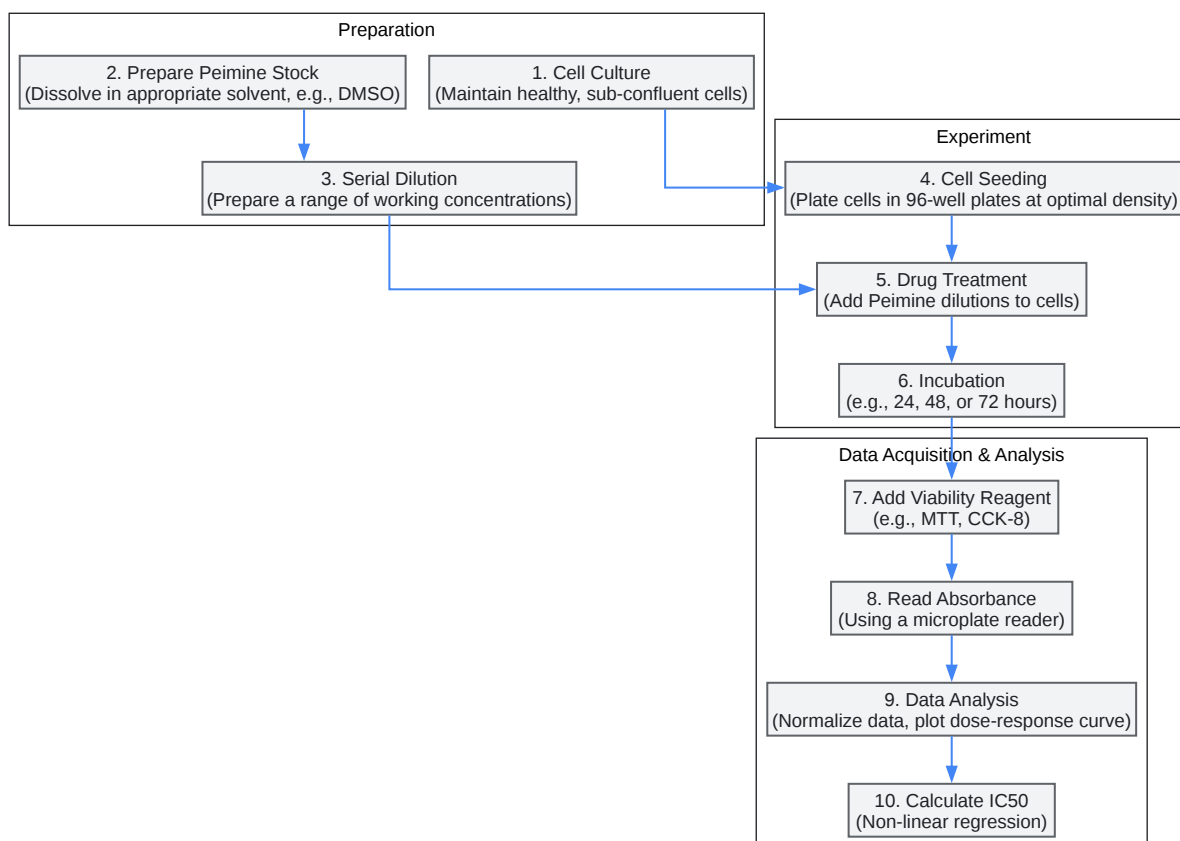 Preparation
2. Prepare Peimine Stock
(Dissolve in appropriate solvent, e.g., DMSO)
1. Cell Culture
(Maintain healthy, sub-confluent cells)
3. Serial Dilution
(Prepare a range of working concentrations)
Experiment
4. Cell Seeding
(Plate cells in 96-well plates at optimal density)
5. Drug Treatment
(Add Peimine dilutions to cells)
6. Incubation
(e.g., 24, 48, or 72 hours)
Data Acquisition & Analysis
7. Add Viability Reagent
(e.g., MTT, CCK-8)
8. Read Absorbance
(Using a microplate reader)
9. Data Analysis
(Normalize data, plot dose-response curve)
10. Calculate IC50
(Non-linear regression)